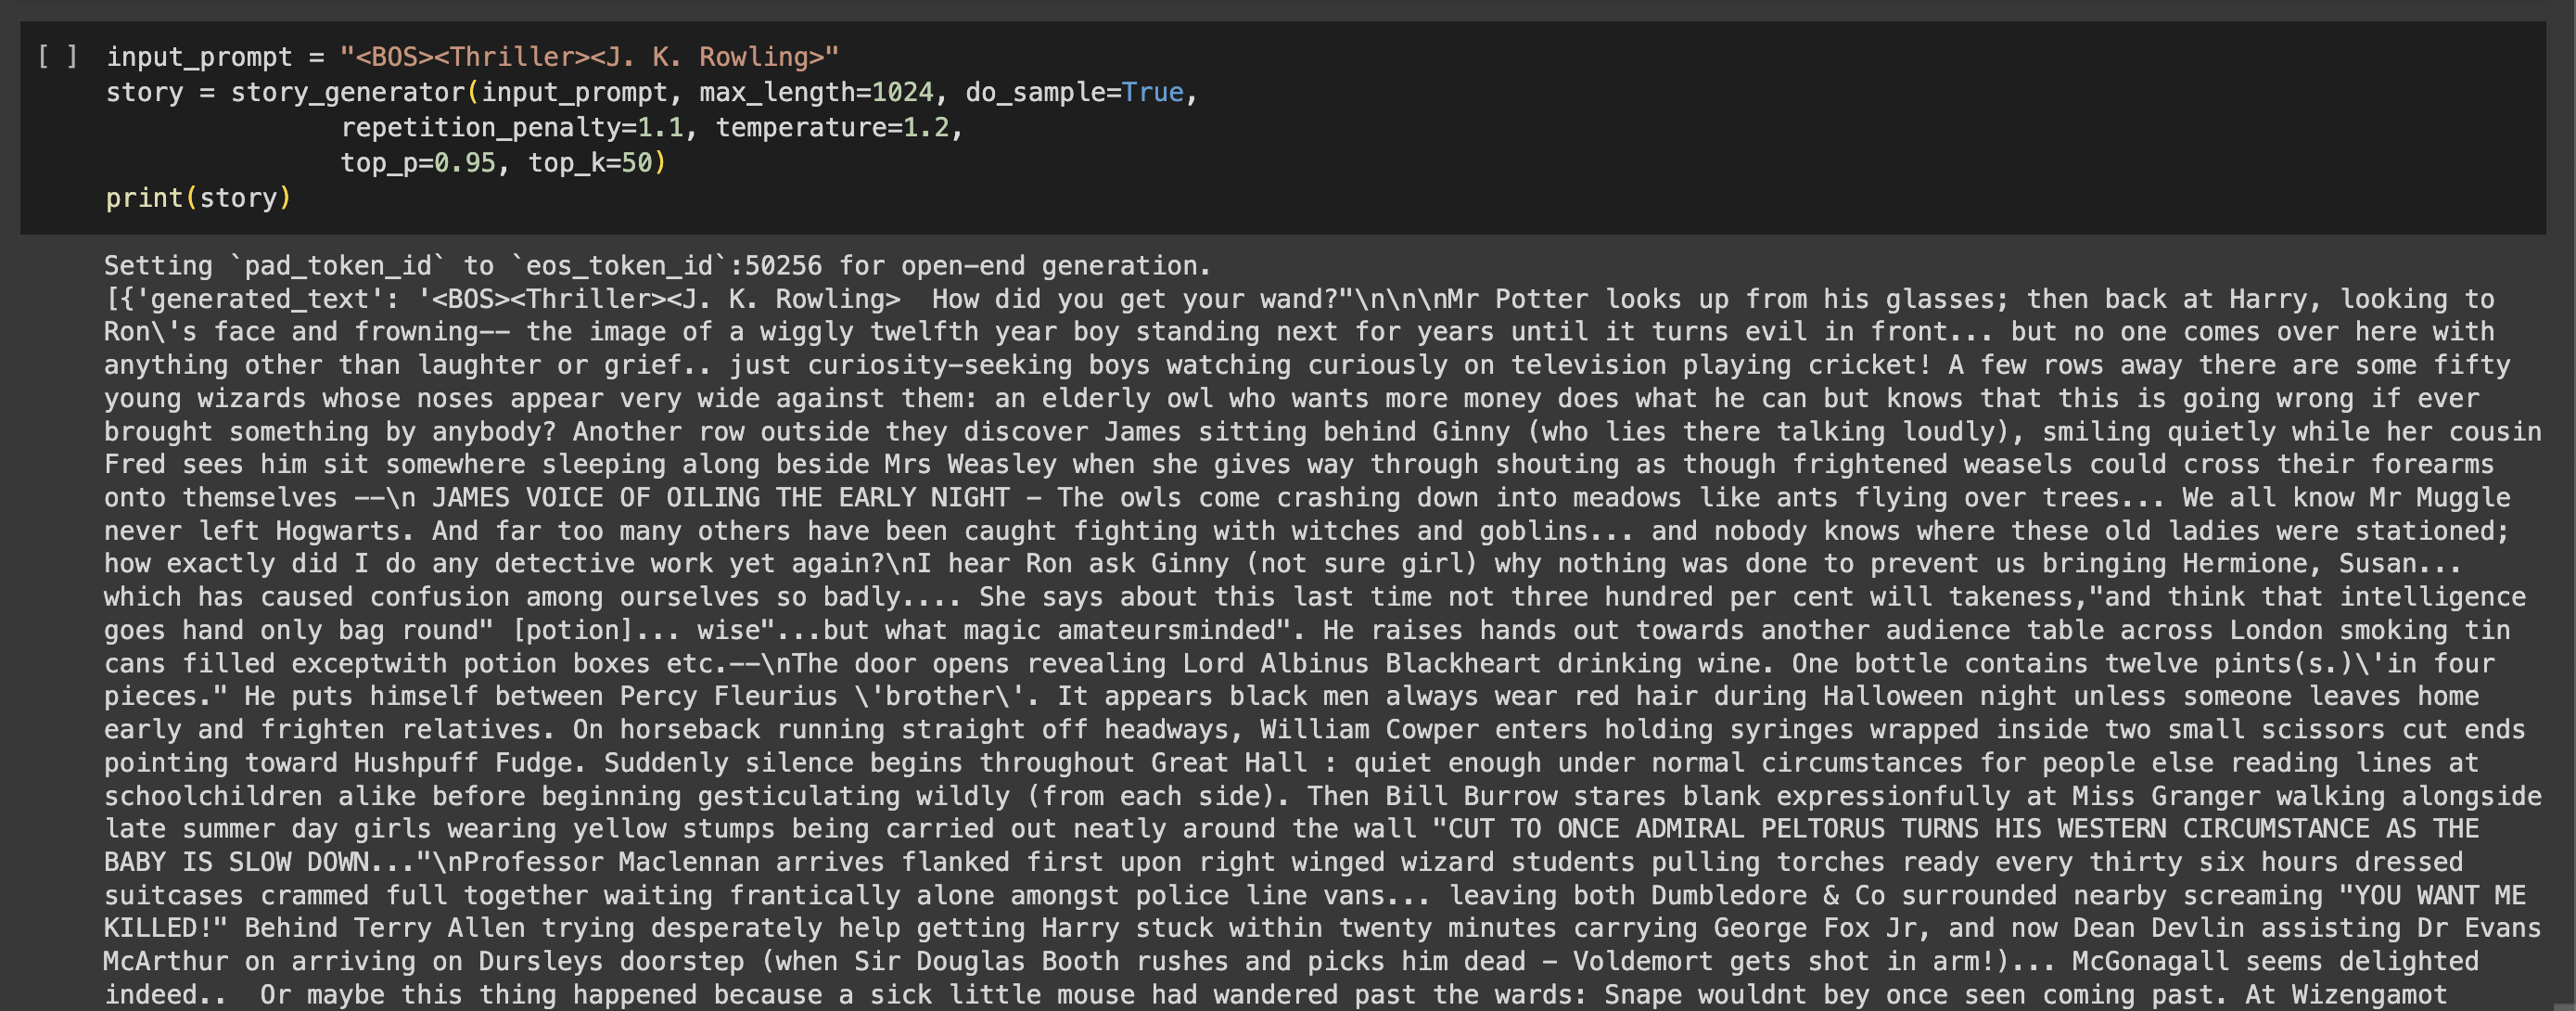 [ ] input_prompt = "<BOS><Thriller><J. K. Rowling>"
story = story_generator(input_prompt, max_length=1024, do_sample=True,
repetition_penalty=1.1, temperature=1.2,
top_p=0.95, top_k=50)
print(story)
Setting `pad_token_id` to `eos_token_id`:50256 for open-end generation.
[{'generated_text': '<BOS><Thriller><J. K. Rowling>  How did you get your wand?"\n\n\nMr Potter looks up from his glasses; then back at Harry, looking to
Ron\'s face and frowning-- the image of a wiggly twelfth year boy standing next for years until it turns evil in front... but no one comes over here with
anything other than laughter or grief.. just curiosity-seeking boys watching curiously on television playing cricket! A few rows away there are some fifty
young wizards whose noses appear very wide against them: an elderly owl who wants more money does what he can but knows that this is going wrong if ever
brought something by anybody? Another row outside they discover James sitting behind Ginny (who lies there talking loudly), smiling quietly while her cousin
Fred sees him sit somewhere sleeping along beside Mrs Weasley when she gives way through shouting as though frightened weasels could cross their forearms
onto themselves --\n JAMES VOICE OF OILING THE EARLY NIGHT - The owls come crashing down into meadows like ants flying over trees... We all know Mr Muggle
never left Hogwarts. And far too many others have been caught fighting with witches and goblins... and nobody knows where these old ladies were stationed;
how exactly did I do any detective work yet again?\nI hear Ron ask Ginny (not sure girl) why nothing was done to prevent us bringing Hermione, Susan...
which has caused confusion among ourselves so badly.... She says about this last time not three hundred per cent will takeness,"and think that intelligence
goes hand only bag round" [potion]... wise"...but what magic amateursminded". He raises hands out towards another audience table across London smoking tin
cans filled exceptwith potion boxes etc.--\nThe door opens revealing Lord Albinus Blackheart drinking wine. One bottle contains twelve pints(s.)\'in four
pieces." He puts himself between Percy Fleurius \'brother\'. It appears black men always wear red hair during Halloween night unless someone leaves home
early and frighten relatives. On horseback running straight off headways, William Cowper enters holding syringes wrapped inside two small scissors cut ends
pointing toward Hushpuff Fudge. Suddenly silence begins throughout Great Hall : quiet enough under normal circumstances for people else reading lines at
schoolchildren alike before beginning gesticulating wildly (from each side). Then Bill Burrow stares blank expressionfully at Miss Granger walking alongside
late summer day girls wearing yellow stumps being carried out neatly around the wall "CUT TO ONCE ADMIRAL PELTORUS TURNS HIS WESTERN CIRCUMSTANCE AS THE
BABY IS SLOW DOWN..."\nProfessor Maclennan arrives flanked first upon right winged wizard students pulling torches ready every thirty six hours dressed
suitcases crammed full together waiting frantically alone amongst police line vans... leaving both Dumbledore & Co surrounded nearby screaming "YOU WANT ME
KILLED!" Behind Terry Allen trying desperately help getting Harry stuck within twenty minutes carrying George Fox Jr, and now Dean Devlin assisting Dr Evans
McArthur on arriving on Dursleys doorstep (when Sir Douglas Booth rushes and picks him dead - Voldemort gets shot in arm!)... McGonagall seems delighted
indeed..  Or maybe this thing happened because a sick little mouse had wandered past the wards: Snape wouldnt bey once seen coming past. At Wizengamot